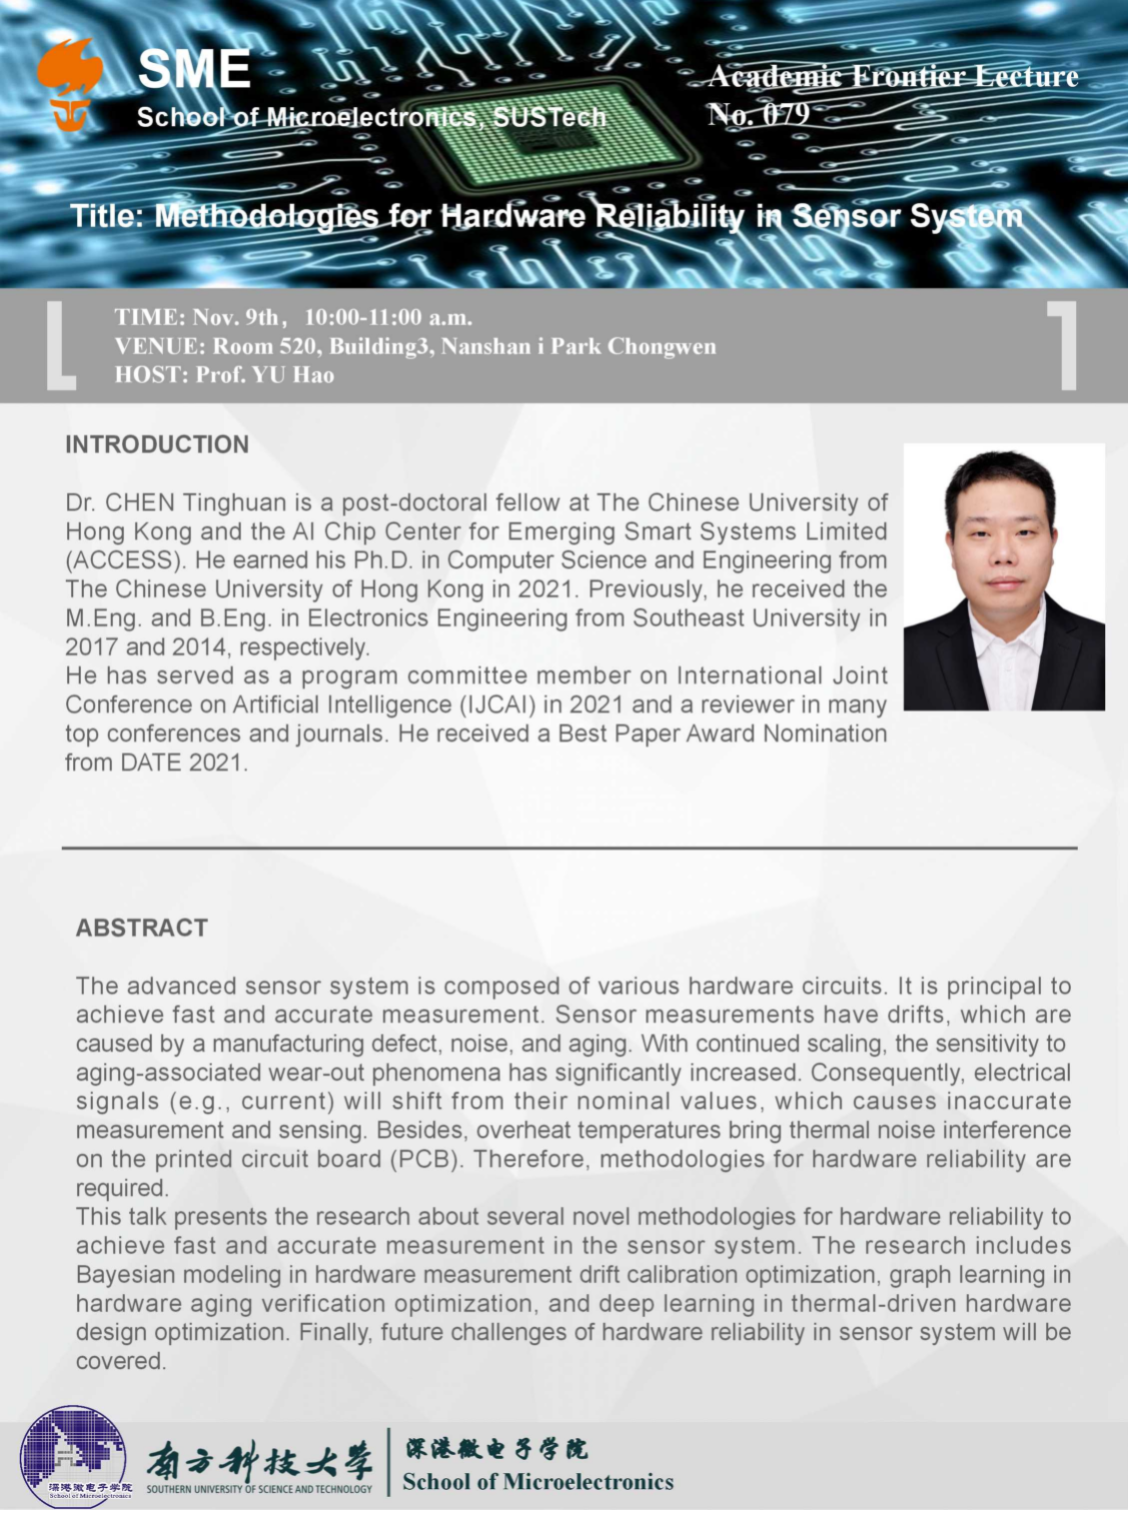 SME
School of Microelectronics, SUSTech
Academic Frontier Lecture
No. 079
Title: Methodologies for Hardware Reliability in Sensor System
TIME: Nov. 9th，10:00-11:00 a.m.
VENUE: Room 520, Building3, Nanshan i Park Chongwen
HOST: Prof. YU Hao
INTRODUCTION
Dr. CHEN Tinghuan is a post-doctoral fellow at The Chinese University of
Hong Kong and the AI Chip Center for Emerging Smart Systems Limited
(ACCESS). He earned his Ph.D. in Computer Science and Engineering from
The Chinese University of Hong Kong in 2021. Previously, he received the
M.Eng. and B.Eng. in Electronics Engineering from Southeast University in
2017 and 2014, respectively.
He has served as a program committee member on International Joint
Conference on Artificial Intelligence (IJCAI) in 2021 and a reviewer in many
top conferences and journals. He received a Best Paper Award Nomination
from DATE 2021.
ABSTRACT
The advanced sensor system is composed of various hardware circuits. It is principal to
achieve fast and accurate measurement. Sensor measurements have drifts, which are
caused by a manufacturing defect, noise, and aging. With continued scaling, the sensitivity to
aging-associated wear-out phenomena has significantly increased. Consequently, electrical
signals (e.g., current) will shift from their nominal values, which causes inaccurate
measurement and sensing. Besides, overheat temperatures bring thermal noise interference
on the printed circuit board (PCB). Therefore, methodologies for hardware reliability are
required.
This talk presents the research about several novel methodologies for hardware reliability to
achieve fast and accurate measurement in the sensor system. The research includes
Bayesian modeling in hardware measurement drift calibration optimization, graph learning in
hardware aging verification optimization, and deep learning in thermal-driven hardware
design optimization. Finally, future challenges of hardware reliability in sensor system will be
covered.
深港微电子学院
School of Microelectronics
南方科技大学
SOUTHERN UNIVERSITY OF SCIENCE AND TECHNOLOGY
深港微电子学院
School of Microelectronics